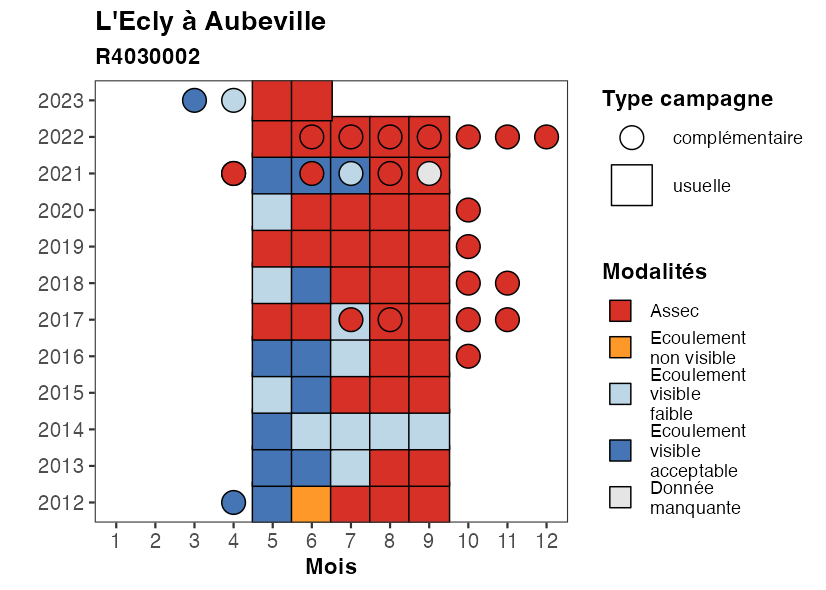 L'Ecly à Aubeville
R4030002
2023
2022
2021
2020
2019
2018
2017
2016
2015
2014
2013
2012
1 2 3 4 5 6 7 8 9 10 11 12
Mois
Type campagne
complémentaire
usuelle
Modalités
Assec
Ecoulement
non visible
Ecoulement
visible
faible
Ecoulement
visible
acceptable
Donnée
manquante